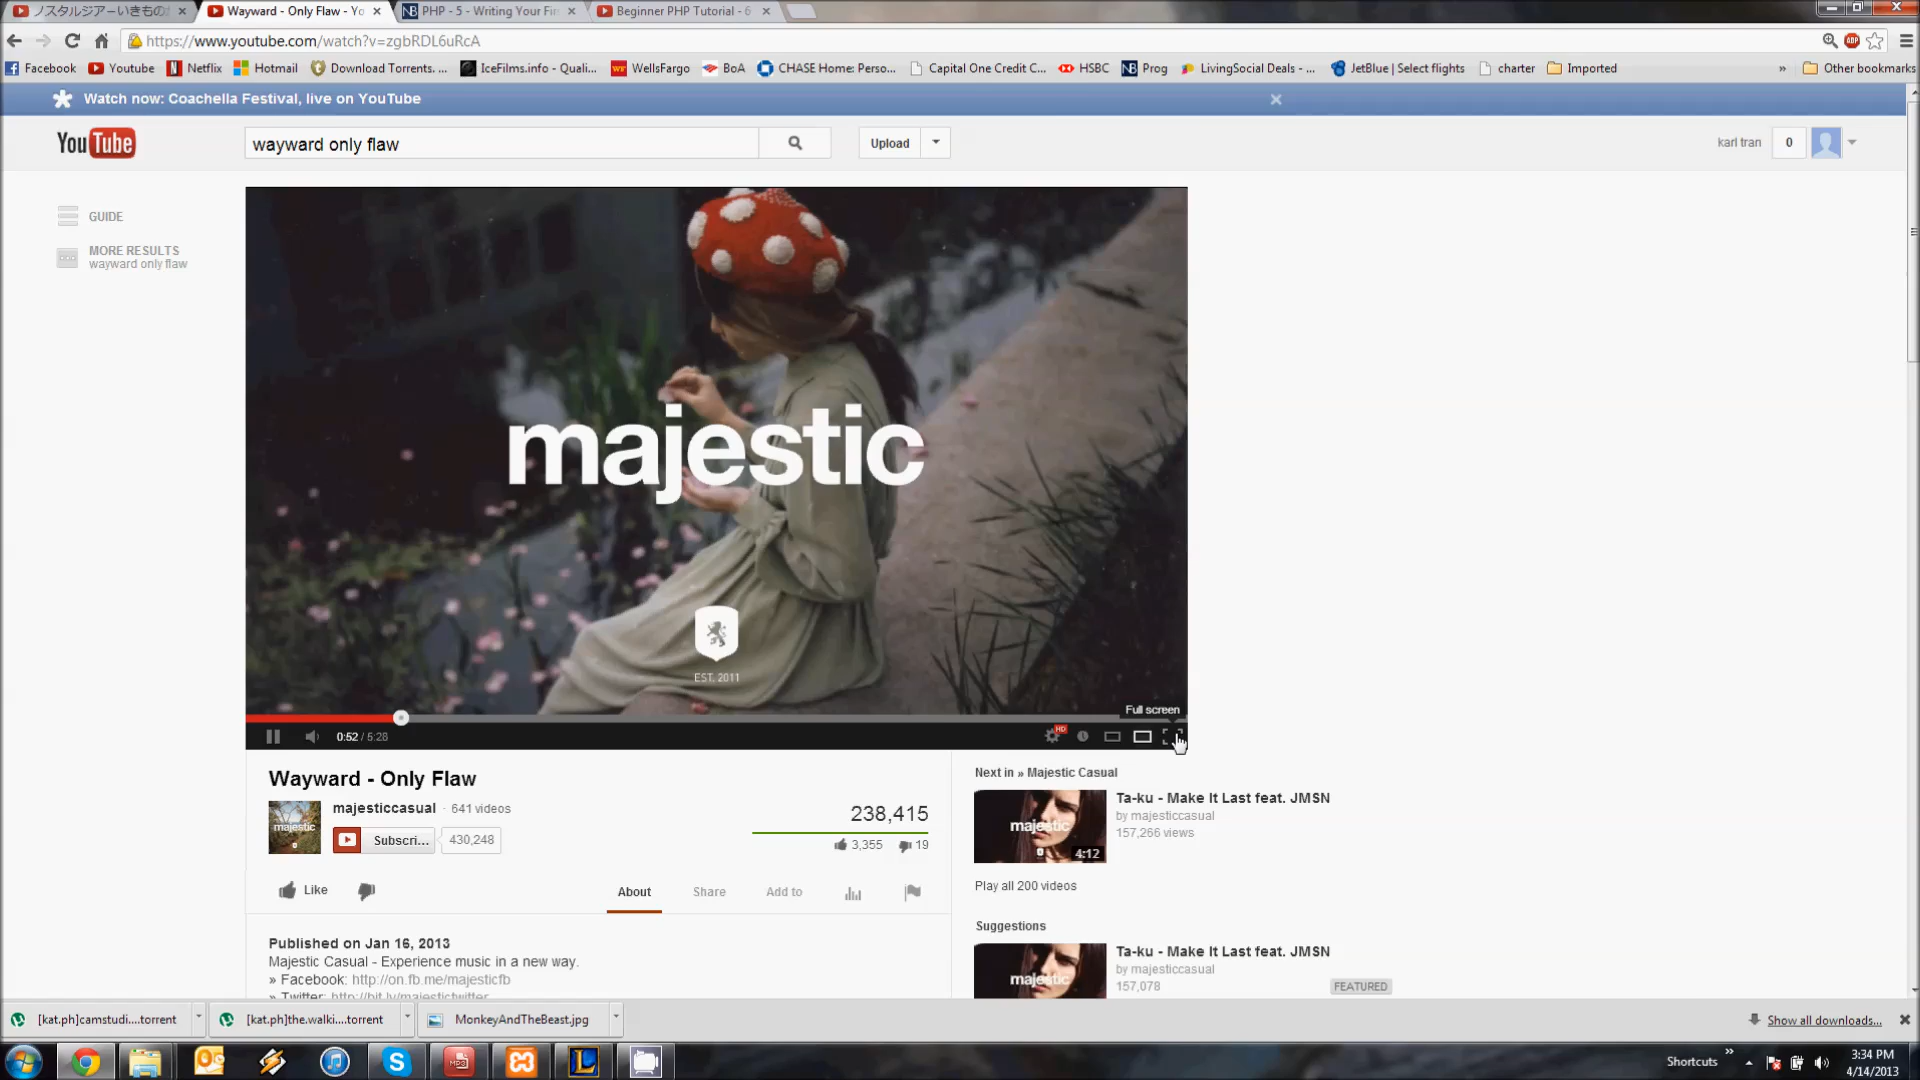 ノスタルジアーいきもの
Wayward - Only Flaw - Yo
PHP - 5 - Writing Your Fir
Beginner PHP Tutorial - 6
https://www.youtube.com/watch?v=zgbRDL6uRcA
Facebook
Youtube
Netflix
Hotmail
Download Torrents. ...
IceFilms.info - Quali...
WellsFargo
BoA
CHASE Home: Perso...
Capital One Credit C...
HSBC
Prog
LivingSocial Deals - ...
JetBlue | Select flights
charter
Imported
»
Other bookmarks
Watch now: Coachella Festival, live on YouTube
YouTube
wayward only flaw
Upload
karl tran
0
GUIDE
MORE RESULTS
wayward only flaw
majestic
EST. 2011
Full screen
0:52 / 5:28
HD
Wayward - Only Flaw
majesticcasual · 641 videos
Subscri...
430,248
238,415
3,355
19
Like
About
Share
Add to
Published on Jan 16, 2013
Majestic Casual - Experience music in a new way.
» Facebook: http://on.fb.me/majesticfb
» Twitter: http://bit.ly/majestictwitter
Next in » Majestic Casual
majestic
4:12
Ta-ku - Make It Last feat. JMSN
by majesticcasual
157,266 views
Play all 200 videos
Suggestions
majestic
Ta-ku - Make It Last feat. JMSN
by majesticcasual
157,078
FEATURED
[kat.ph]camstudi....torrent
[kat.ph]the.walki....torrent
MonkeyAndTheBeast.jpg
Show all downloads...
Shortcuts
»
3:34 PM
4/14/2013